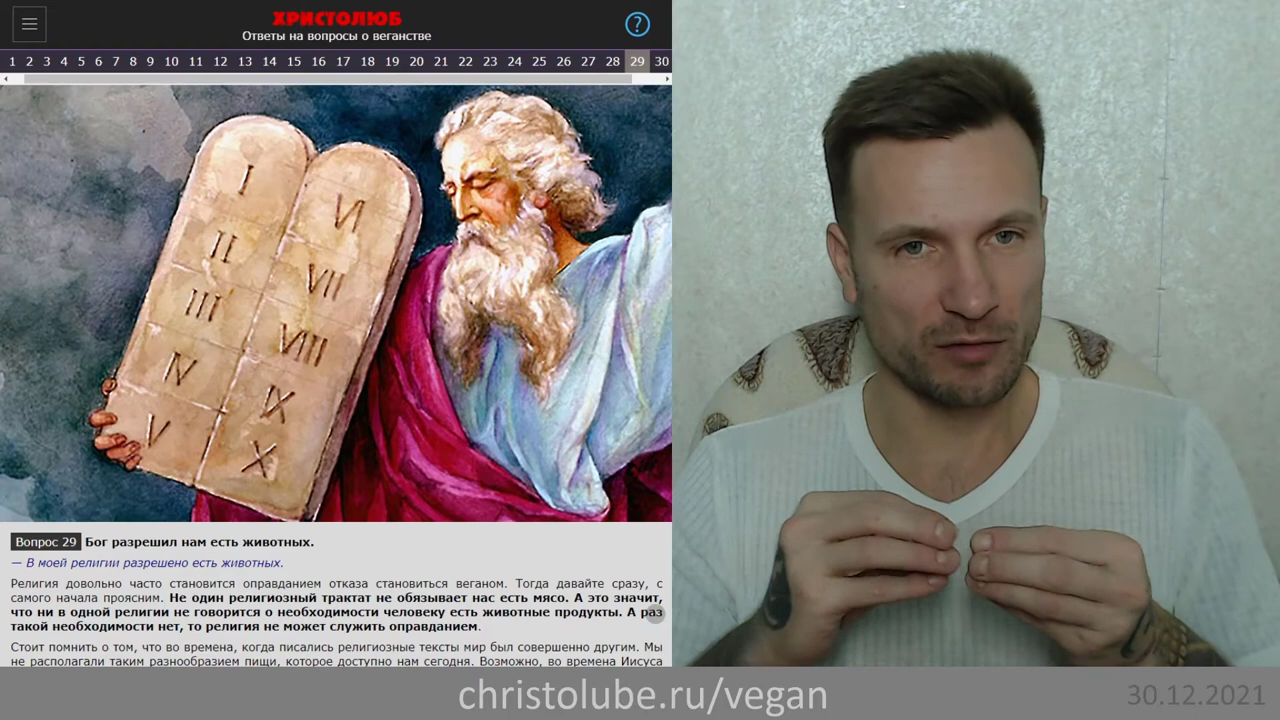 ХРИСТОЛЮБ
Ответы на вопросы о веганстве
1 2 3 4 5 6 7 8 9 10 11 12 13 14 15 16 17 18 19 20 21 22 23 24 25 26 27 28 29 30
I
II
III
IV
V
VI
VII
VIII
IX
X
Вопрос 29 Бог разрешил нам есть животных.
— В моей религии разрешено есть животных.
Религия довольно часто становится оправданием отказа становиться веганом. Тогда давайте сразу, с
самого начала проясним. Не один религиозный трактат не обязывает нас есть мясо. А это значит,
что ни в одной религии не говорится о необходимости человеку есть животные продукты. А раз
такой необходимости нет, то религия не может служить оправданием.
Стоит помнить о том, что во времена, когда писались религиозные тексты мир был совершенно другим. Мы
не располагали таким разнообразием пищи, которое доступно нам сегодня. Возможно, во времена Иисуса
christolube.ru/vegan
30.12.2021